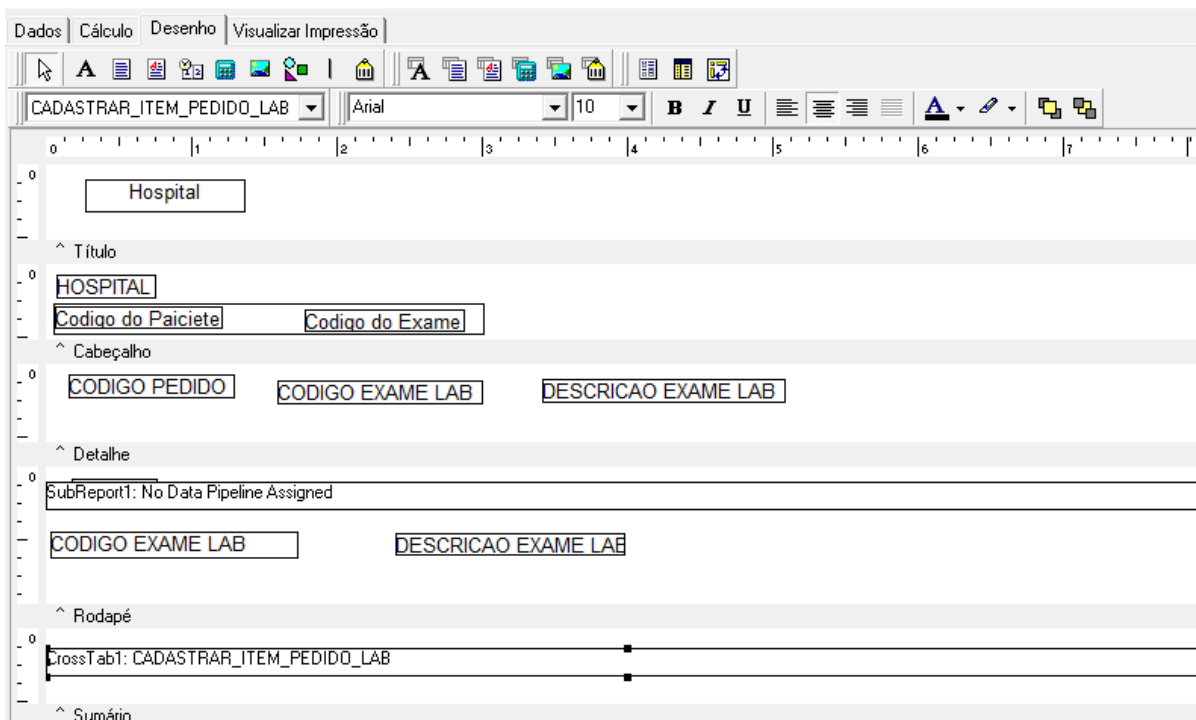 Dados Cálculo Desenho Visualizar Impressão
A A
CADASTRAR_ITEM_PEDIDO_LAB Arial 10 B I U A
0 1 2 3 4 5 6 7
0
Hospital
^ Título
0
HOSPITAL
Codigo do Paiciete Codigo do Exame
^ Cabeçalho
0
CODIGO PEDIDO CODIGO EXAME LAB DESCRICAO EXAME LAB
^ Detalhe
0
SubReport1: No Data Pipeline Assigned
CODIGO EXAME LAB DESCRICAO EXAME LAB
^ Rodapé
0
CrossTab1: CADASTRAR_ITEM_PEDIDO_LAB
^ Sumário